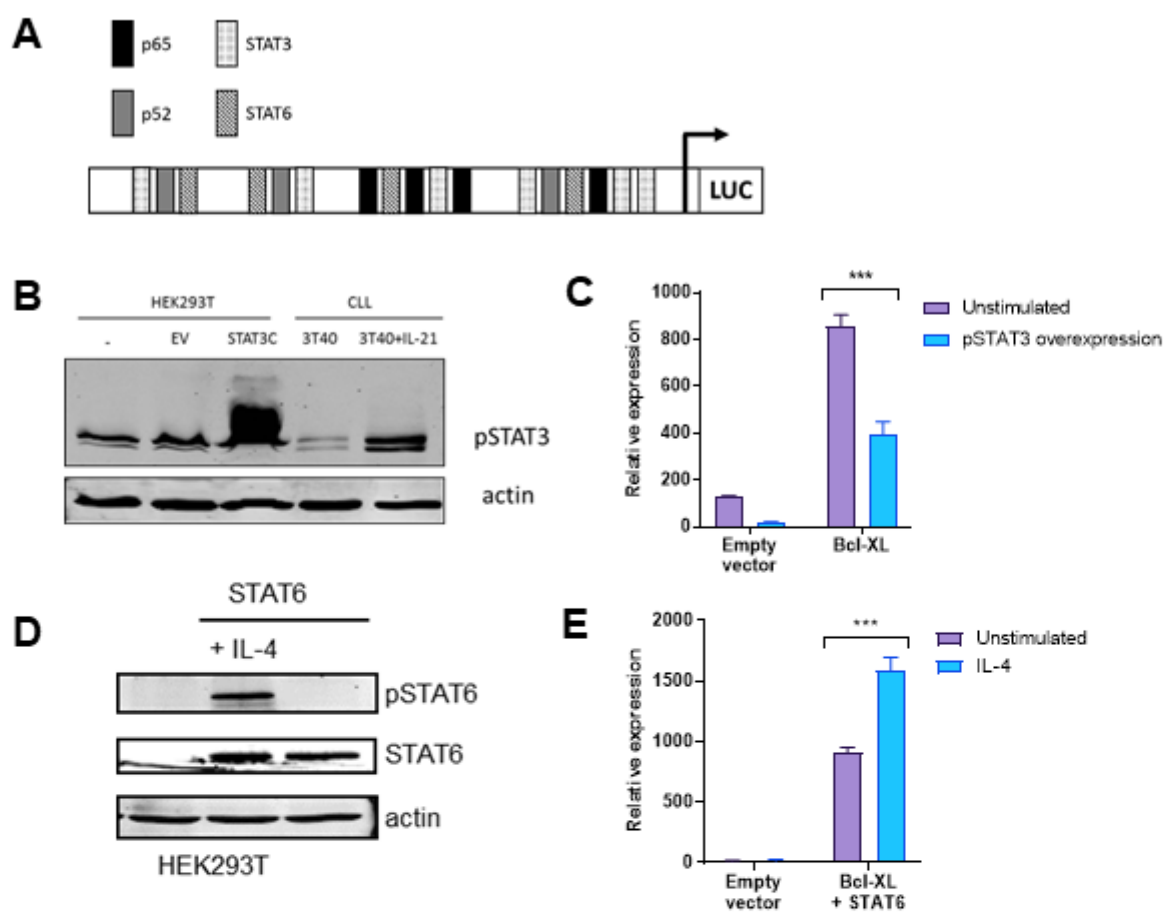 A
p65
STAT3
p52
STAT6
LUC
B
HEK293T
CLL
-
EV
STAT3C
3T40
3T40+IL-21
pSTAT3
actin
C
***
1000
800
600
400
200
0
Relative expression
Empty
vector
Bcl-XL
Unstimulated
pSTAT3 overexpression
D
STAT6
+ IL-4
pSTAT6
STAT6
actin
HEK293T
E
***
2000
1500
1000
500
0
Relative expression
Empty
vector
Bcl-XL
+ STAT6
Unstimulated
IL-4